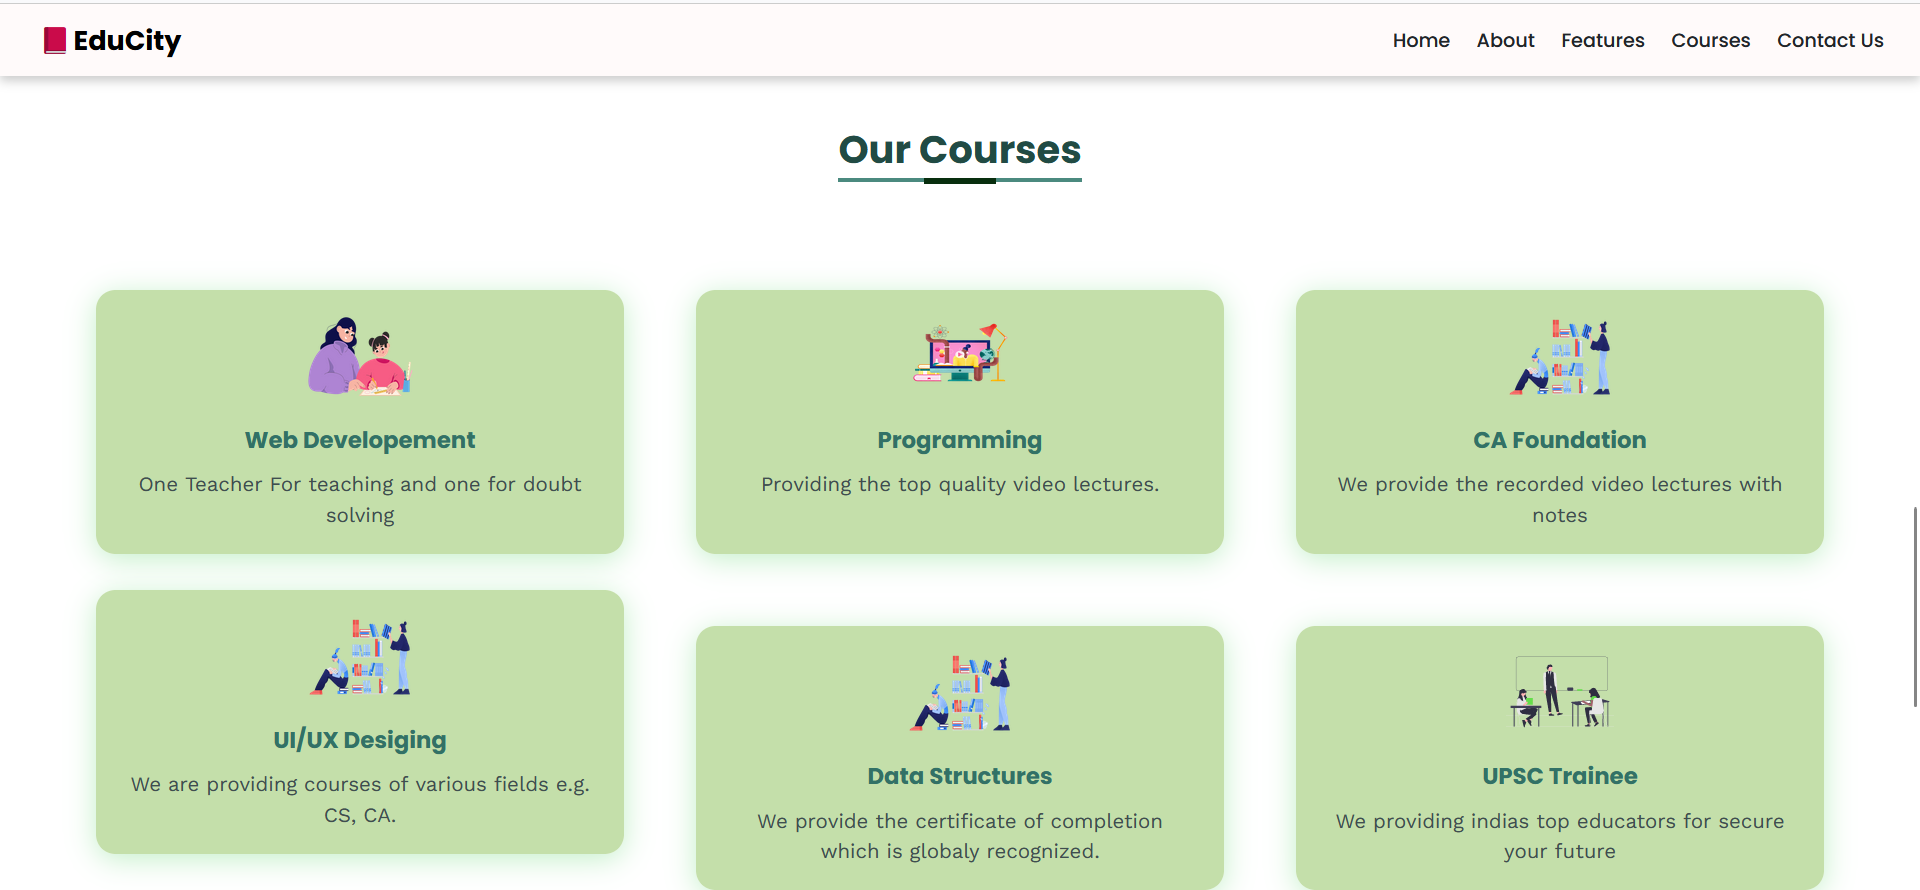 EduCity
Home About Features Courses Contact Us
Our Courses
Web Developement
One Teacher For teaching and one for doubt
solving
Programming
Providing the top quality video lectures.
CA Foundation
We provide the recorded video lectures with
notes
UI/UX Desiging
We are providing courses of various fields e.g.
CS, CA.
Data Structures
We provide the certificate of completion
which is globaly recognized.
UPSC Trainee
We providing indias top educators for secure
your future